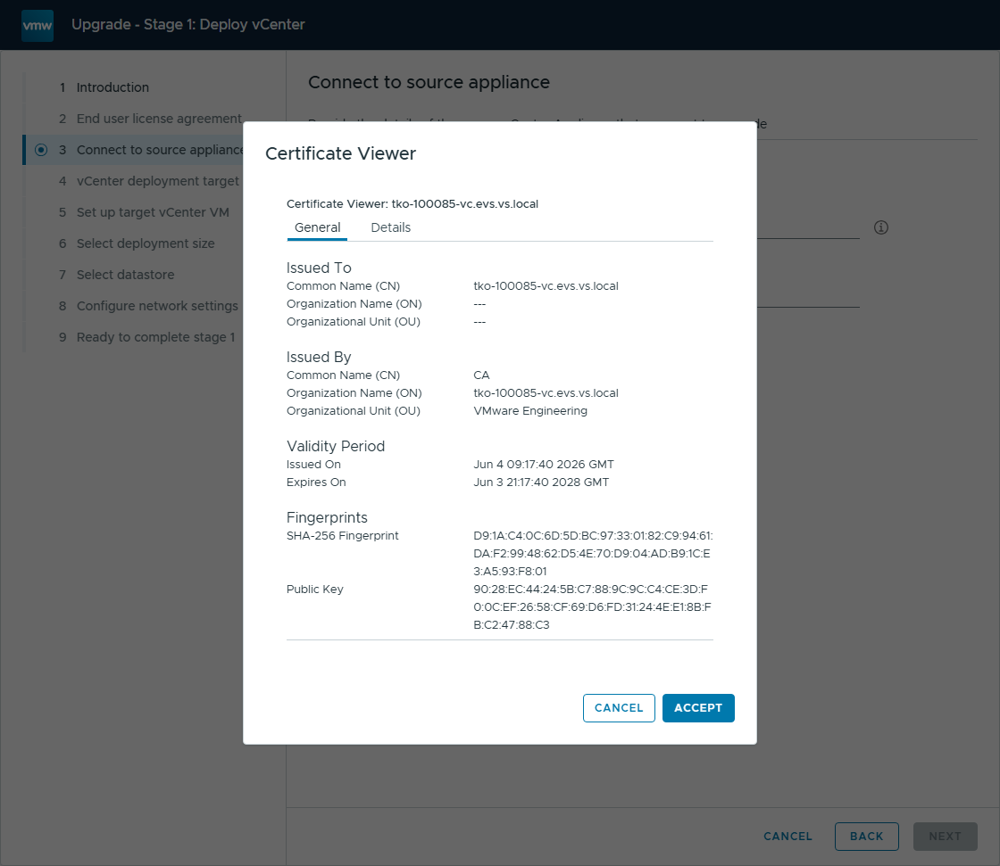 vmw
Upgrade - Stage 1: Deploy vCenter
1 Introduction
2 End user license agreement
3 Connect to source appliance
4 vCenter deployment target
5 Set up target vCenter VM
6 Select deployment size
7 Select datastore
8 Configure network settings
9 Ready to complete stage 1
Connect to source appliance
Certificate Viewer
Certificate Viewer: tko-100085-vc.evs.vs.local
General Details
Issued To
Common Name (CN) tko-100085-vc.evs.vs.local
Organization Name (ON) ---
Organizational Unit (OU) ---
Issued By
Common Name (CN) CA
Organization Name (ON) tko-100085-vc.evs.vs.local
Organizational Unit (OU) VMware Engineering
Validity Period
Issued On Jun 4 09:17:40 2026 GMT
Expires On Jun 3 21:17:40 2028 GMT
Fingerprints
SHA-256 Fingerprint D9:1A:C4:0C:6D:5D:BC:97:33:01:82:C9:94:61:
DA:F2:99:48:62:D5:4E:70:D9:04:AD:B9:1C:E
3:A5:93:F8:01
Public Key 90:28:EC:44:24:5B:C7:88:9C:9C:C4:CE:3D:F
0:0C:EF:26:58:CF:69:D6:FD:31:24:4E:E1:8B:F
B:C2:47:88:C3
CANCEL ACCEPT
CANCEL BACK NEXT